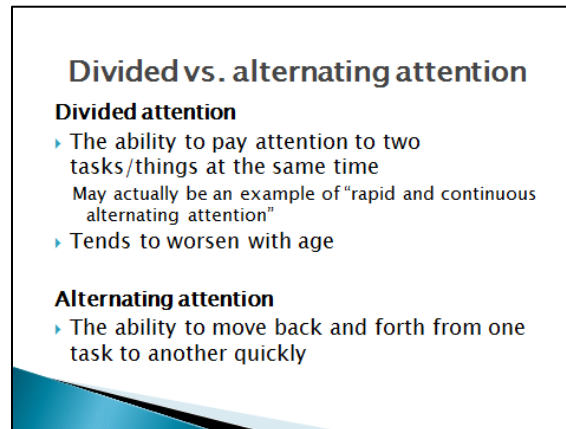 Divided vs. alternating attention
Divided attention
The ability to pay attention to two
tasks/things at the same time
May actually be an example of “rapid and continuous
alternating attention”
Tends to worsen with age
Alternating attention
The ability to move back and forth from one
task to another quickly